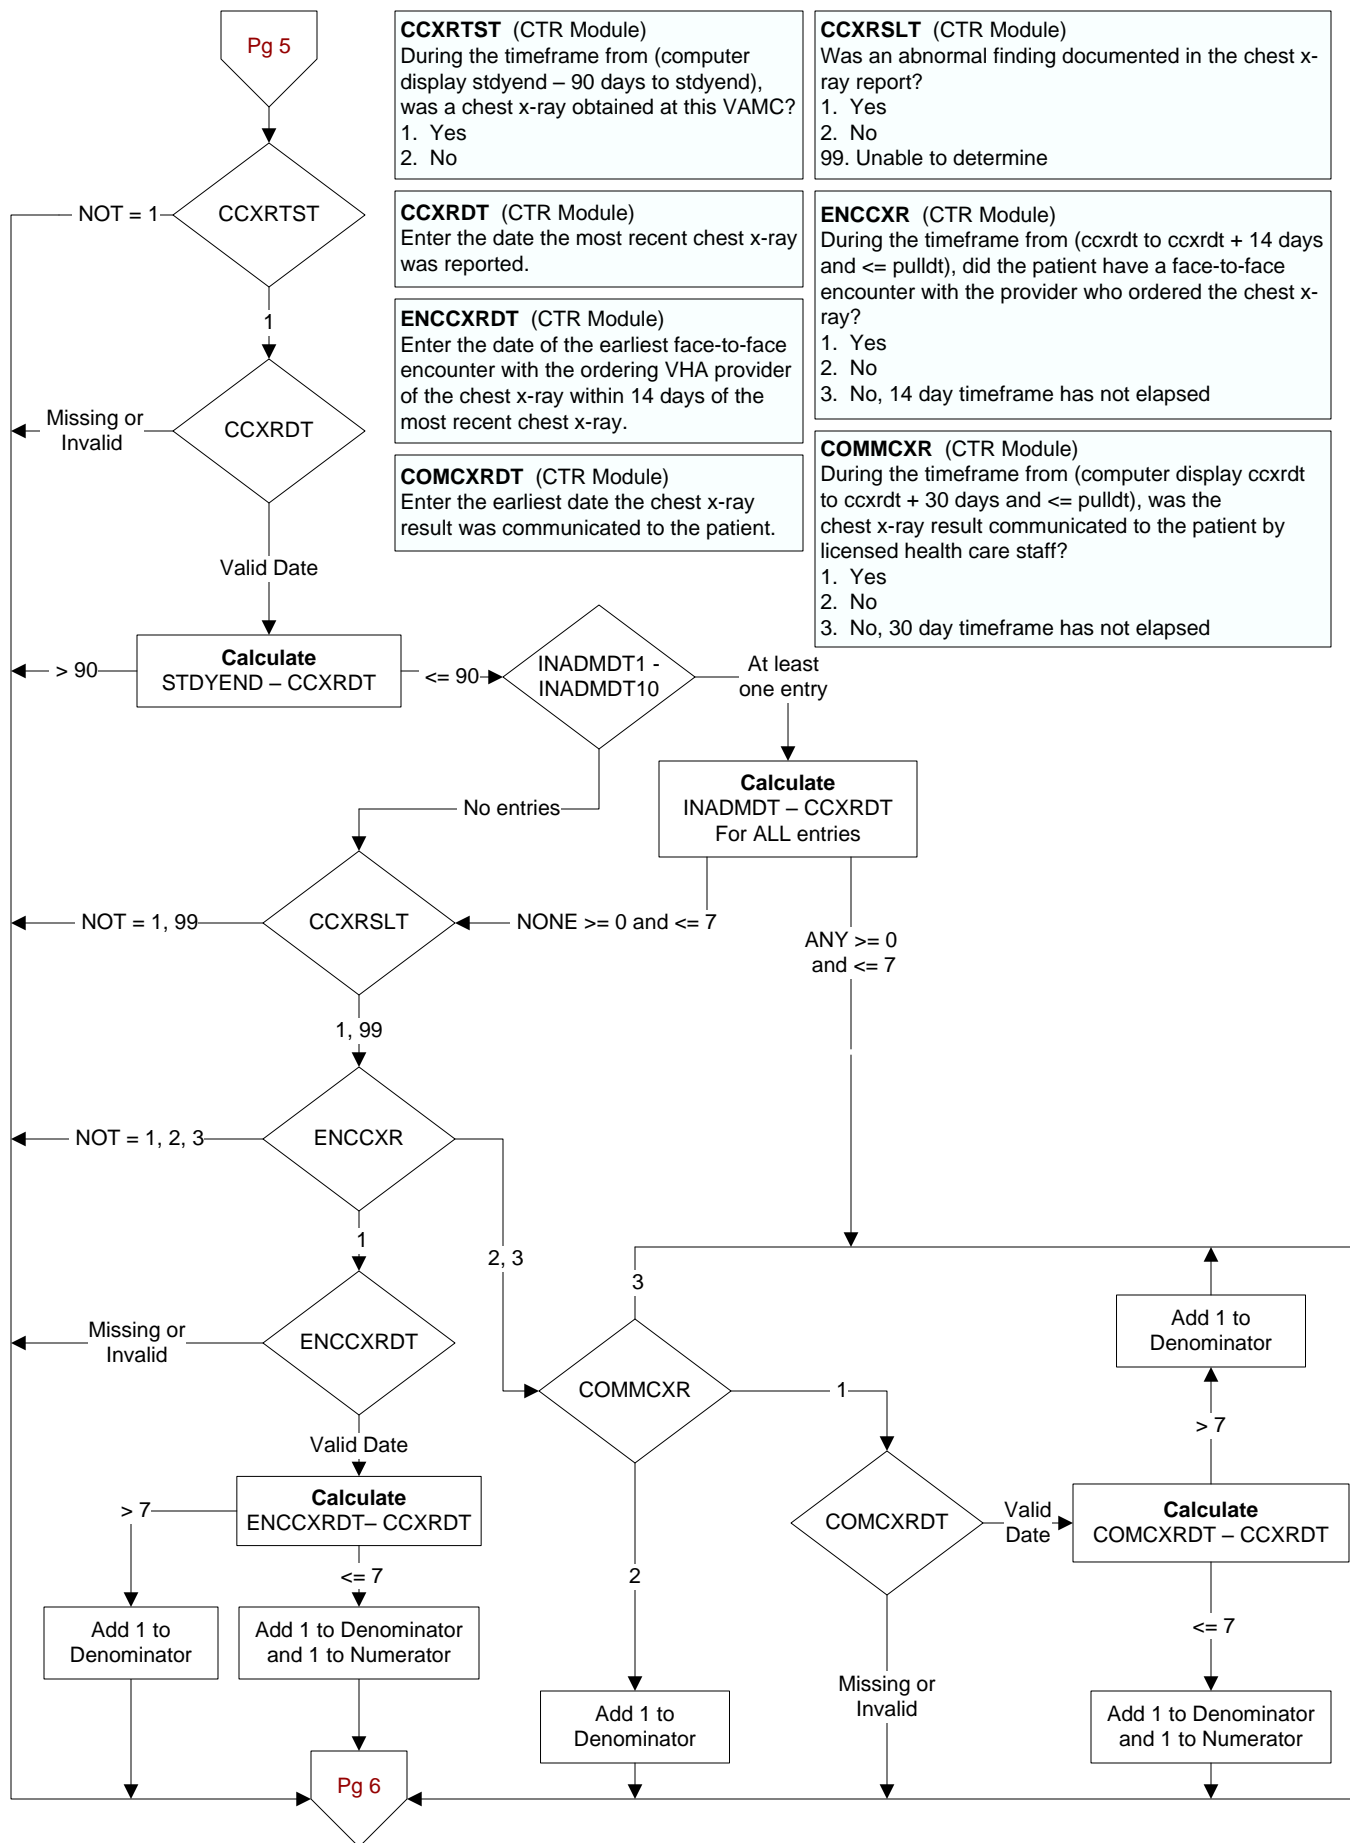 Pg 5
CCXRTST (CTR Module)
During the timeframe from (computer
display stdyend – 90 days to stdyend),
was a chest x-ray obtained at this VAMC?
1. Yes
2. No
CCXRSLT (CTR Module)
Was an abnormal finding documented in the chest x-
ray report?
1. Yes
2. No
99. Unable to determine
CCXRDT (CTR Module)
Enter the date the most recent chest x-ray
was reported.
ENCCXR (CTR Module)
During the timeframe from (ccxrdt to ccxrdt + 14 days
and <= pulldt), did the patient have a face-to-face
encounter with the provider who ordered the chest x-
ray?
1. Yes
2. No
3. No, 14 day timeframe has not elapsed
ENCCXRDT (CTR Module)
Enter the date of the earliest face-to-face
encounter with the ordering VHA provider
of the chest x-ray within 14 days of the
most recent chest x-ray.
COMMCXR (CTR Module)
During the timeframe from (computer display ccxrdt
to ccxrdt + 30 days and <= pulldt), was the
chest x-ray result communicated to the patient by
licensed health care staff?
1. Yes
2. No
3. No, 30 day timeframe has not elapsed
COMCXRDT (CTR Module)
Enter the earliest date the chest x-ray
result was communicated to the patient.
NOT = 1
CCXRTST
1
Missing or
Invalid
CCXRDT
Valid Date
> 90
Calculate
STDYEND – CCXRDT
<= 90
INADMDT1 -
INADMDT10
At least
one entry
No entries
Calculate
INADMDT – CCXRDT
For ALL entries
NOT = 1, 99
CCXRSLT
NONE >= 0 and <= 7
ANY >= 0
and <= 7
1, 99
NOT = 1, 2, 3
ENCCXR
1
2, 3
3
Missing or
Invalid
ENCCXRDT
Add 1 to
Denominator
COMMCXR
1
> 7
Valid Date
> 7
Calculate
ENCCXRDT– CCXRDT
COMCXRDT
Valid
Date
Calculate
COMCXRDT – CCXRDT
<= 7
2
<= 7
Add 1 to
Denominator
Add 1 to Denominator
and 1 to Numerator
Missing or
Invalid
Add 1 to
Denominator
Add 1 to Denominator
and 1 to Numerator
Pg 6